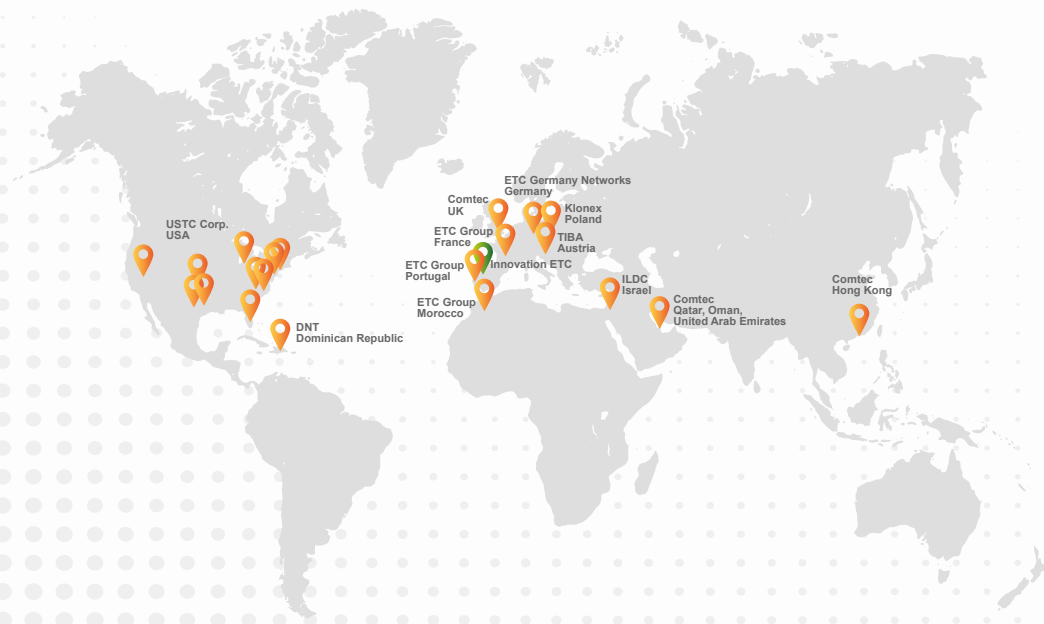 ETC Germany Networks
Germany
Comtec
UK
Klonex
Poland
USTC Corp.
USA
ETC Group
France
TIBA
Austria
ETC Group
Portugal
Innovation ETC
ILDC
Israel
Comtec
Hong Kong
ETC Group
Morocco
Comtec
Qatar, Oman,
United Arab Emirates
DNT
Dominican Republic